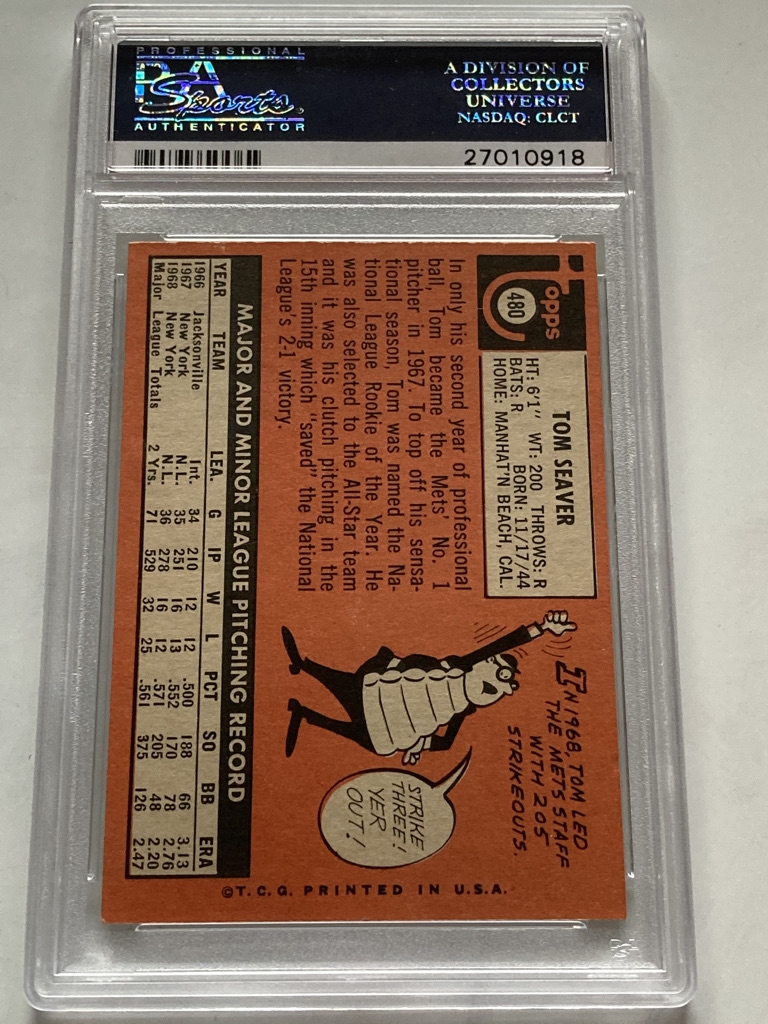 PROFESSIONAL
PSA
Sports
AUTHENTICATOR
A DIVISION OF
COLLECTORS
UNIVERSE
NASDAQ: CLCT
27010918
Topps
480
TOM SEAVER
HT: 6'1" WT: 200 THROWS: R
BATS: R BORN: 11/17/44
HOME: MANHAT'N BEACH, CAL.
In only his second year of professional
ball, Tom became the Mets' No. 1
pitcher in 1967. To top off his sensa-
tional season, Tom was named the Na-
tional League Rookie of the Year. He
was also selected to the All-Star team
and it was his clutch pitching in the
15th inning which "saved" the National
League's 2-1 victory.
IN 1968, TOM LED
THE METS STAFF
WITH 205
STRIKEOUTS.
STRIKE
THREE!
YER
OUT!
MAJOR AND MINOR LEAGUE PITCHING RECORD
YEAR TEAM LEA. G IP W L PCT SO BB ERA
1966 Jacksonville Int. 34 210 12 12 .500 188 66 3.13
1967 New York N.L. 35 251 16 13 .552 170 78 2.76
1968 New York N.L. 36 278 16 12 .571 205 48 2.20
Major League Totals 2 Yrs. 71 529 32 25 .561 375 126 2.47
©T.C.G. PRINTED IN U.S.A.